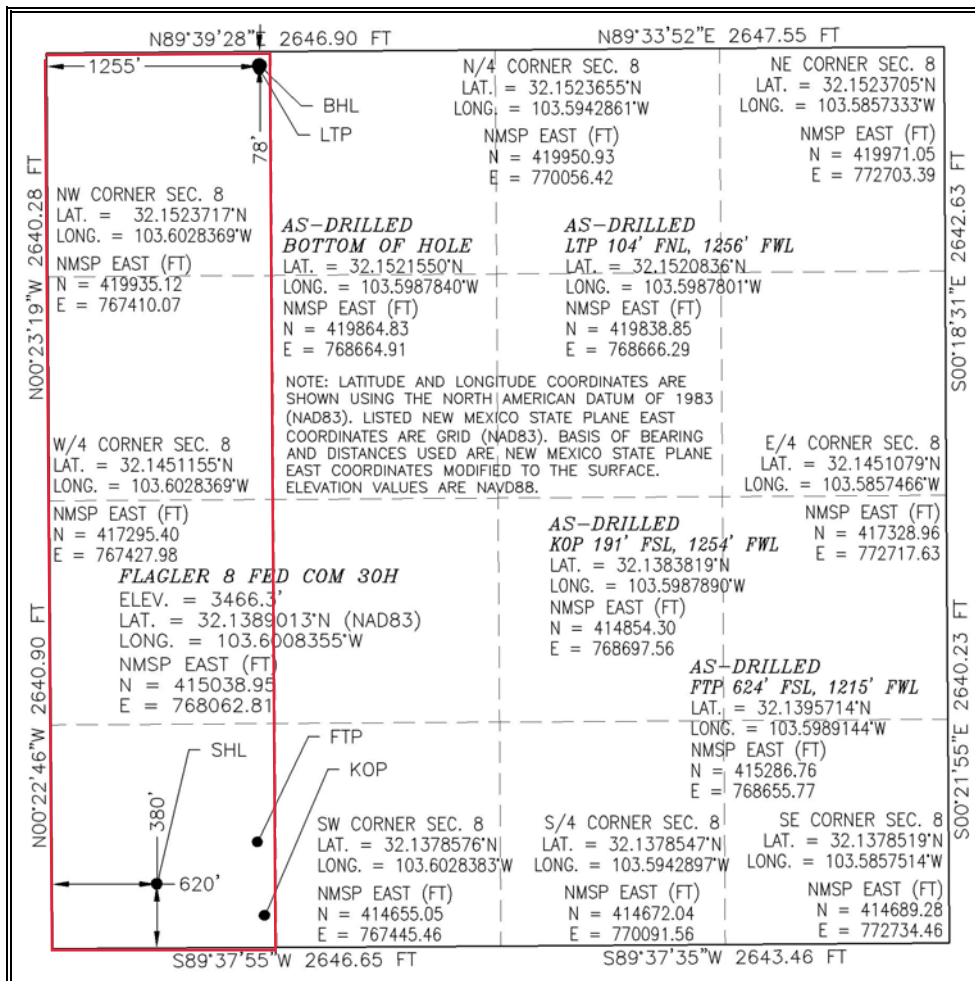 N89°39'28"E 2646.90 FT
N89°33'52"E 2647.55 FT
1255'
BHL
LTP
78'
N/4 CORNER SEC. 8
LAT. = 32.1523655°N
LONG. = 103.5942861°W
NMSP EAST (FT)
N = 419950.93
E = 770056.42
NE CORNER SEC. 8
LAT. = 32.1523705°N
LONG. = 103.5857333°W
NMSP EAST (FT)
N = 419971.05
E = 772703.39
N00°23'19"W 2640.28 FT
S00°18'31"E 2642.63 FT
NW CORNER SEC. 8
LAT. = 32.1523717°N
LONG. = 103.6028369°W
NMSP EAST (FT)
N = 419935.12
E = 767410.07
AS-DRILLED
BOTTOM OF HOLE
LAT. = 32.1521550°N
LONG. = 103.5987840°W
NMSP EAST (FT)
N = 419864.83
E = 768664.91
AS-DRILLED
LTP 104' FNL, 1256' FWL
LAT. = 32.1520836°N
LONG. = 103.5987801°W
NMSP EAST (FT)
N = 419838.85
E = 768666.29
NOTE: LATITUDE AND LONGITUDE COORDINATES ARE
SHOWN USING THE NORTH AMERICAN DATUM OF 1983
(NAD83). LISTED NEW MEXICO STATE PLANE EAST
COORDINATES ARE GRID (NAD83). BASIS OF BEARING
AND DISTANCES USED ARE NEW MEXICO STATE PLANE
EAST COORDINATES MODIFIED TO THE SURFACE.
ELEVATION VALUES ARE NAVD88.
W/4 CORNER SEC. 8
LAT. = 32.1451155°N
LONG. = 103.6028369°W
NMSP EAST (FT)
N = 417295.40
E = 767427.98
E/4 CORNER SEC. 8
LAT. = 32.1451079°N
LONG. = 103.5857466°W
NMSP EAST (FT)
N = 417328.96
E = 772717.63
FLAGLER 8 FED COM 30H
ELEV. = 3466.3'
LAT. = 32.1389013°N (NAD83)
LONG. = 103.6008355°W
NMSP EAST (FT)
N = 415038.95
E = 768062.81
AS-DRILLED
KOP 191' FSL, 1254' FWL
LAT. = 32.1383819°N
LONG. = 103.5987890°W
NMSP EAST (FT)
N = 414854.30
E = 768697.56
AS-DRILLED
FTP 624' FSL, 1215' FWL
LAT. = 32.1395714°N
LONG. = 103.5989144°W
NMSP EAST (FT)
N = 415286.76
E = 768655.77
N00°22'46"W 2640.90 FT
S00°21'55"E 2640.23 FT
SHL
FTP
KOP
380'
620'
SW CORNER SEC. 8
LAT. = 32.1378576°N
LONG. = 103.6028383°W
NMSP EAST (FT)
N = 414655.05
E = 767445.46
S/4 CORNER SEC. 8
LAT. = 32.1378547°N
LONG. = 103.5942897°W
NMSP EAST (FT)
N = 414672.04
E = 770091.56
SE CORNER SEC. 8
LAT. = 32.1378519°N
LONG. = 103.5857514°W
NMSP EAST (FT)
N = 414689.28
E = 772734.46
S89°37'55"W 2646.65 FT
S89°37'35"W 2643.46 FT